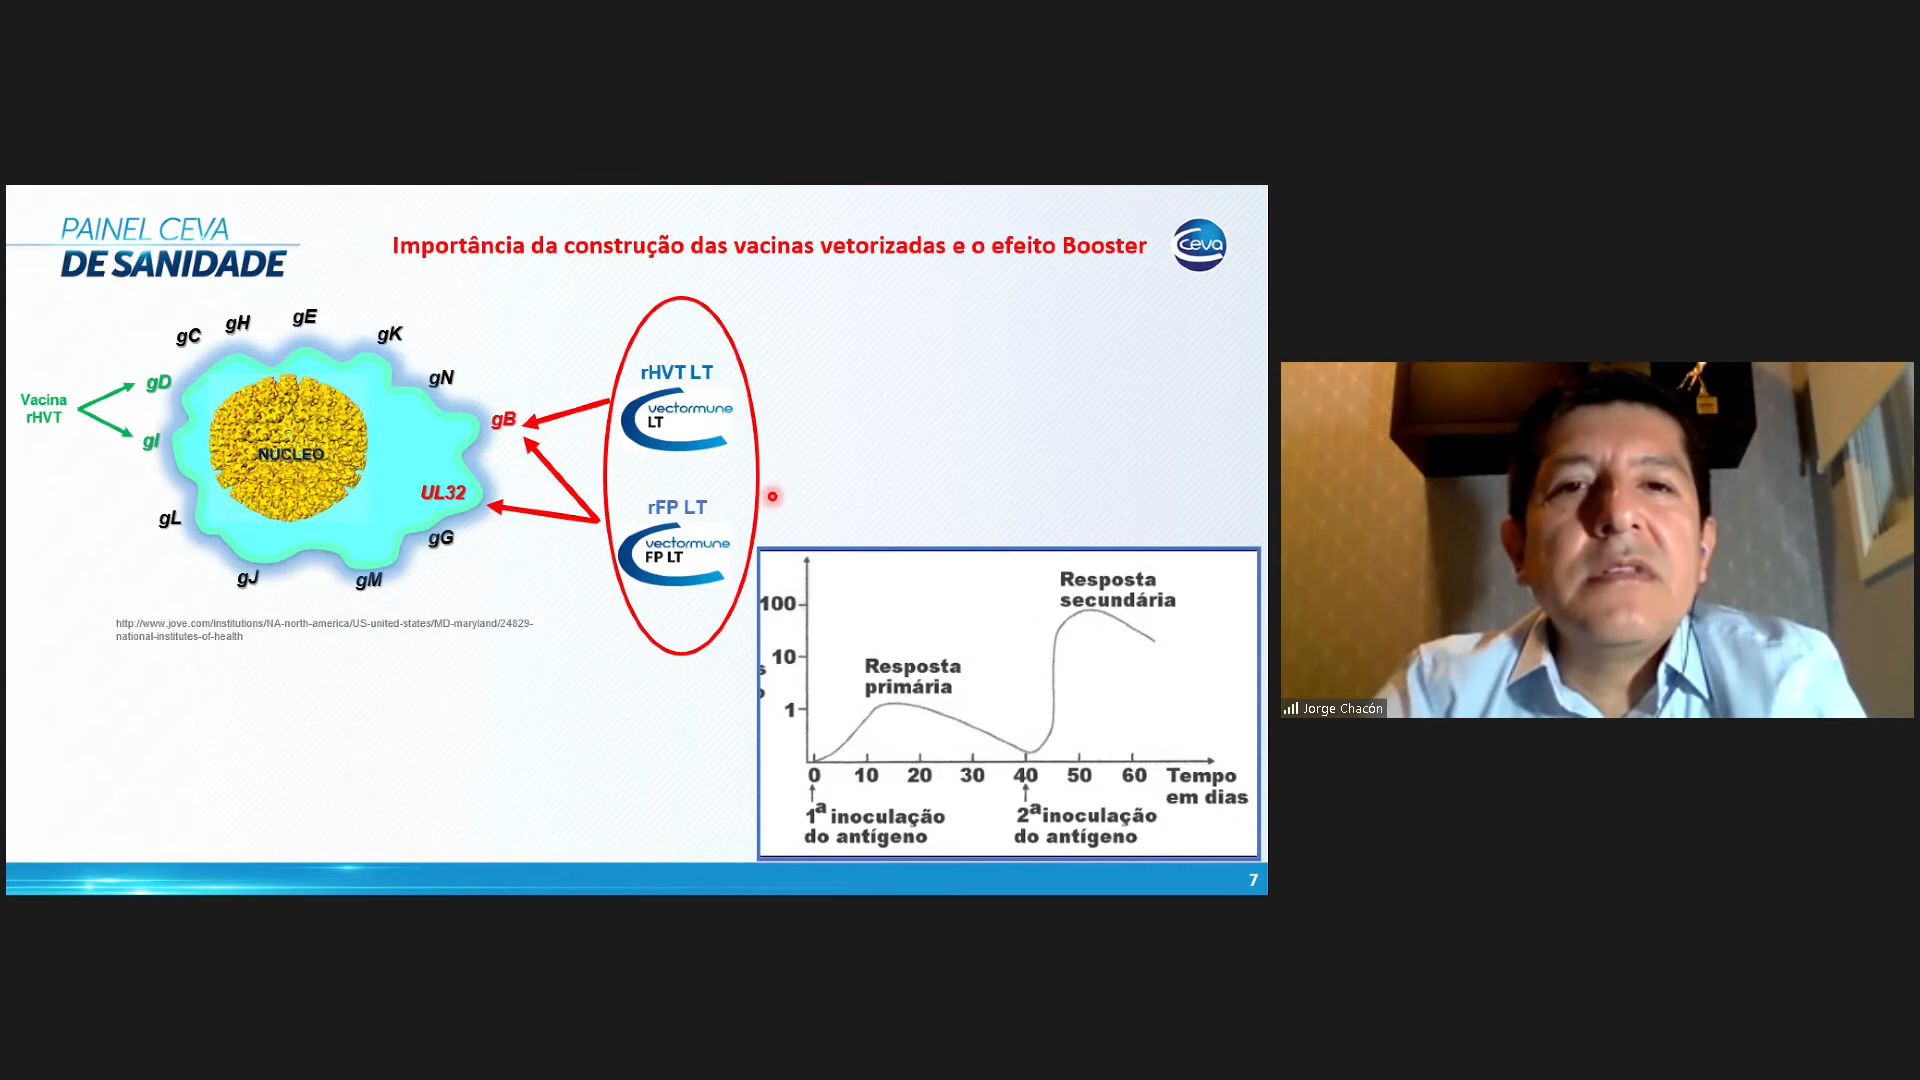 PAINEL CEVA
DE SANIDADE
Importância da construção das vacinas vetorizadas e o efeito Booster
ceva
gC
gH
gE
gK
gN
gD
gI
Vacina
rHVT
NÚCLEO
gB
UL32
gL
gG
gJ
gM
rHVT LT
vectormune
LT
rFP LT
vectormune
FP LT
http://www.jove.com/institutions/NA-north-america/US-united-states/MD-maryland/24829-
national-institutes-of-health
Resposta
secundária
Resposta
primária
100
10
1
0 10 20 30 40 50 60 Tempo
em dias
1ª inoculação
do antígeno
2ª inoculação
do antígeno
7
Jorge Chacón